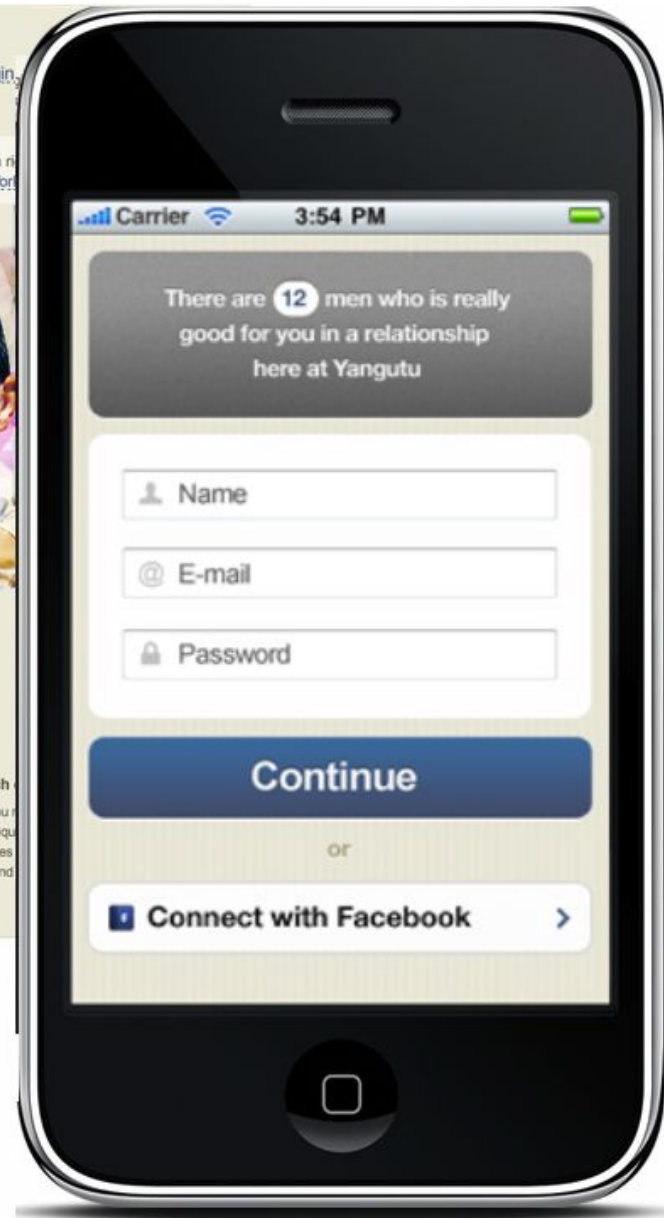 Carrier 3:54 PM
There are 12 men who is really
good for you in a relationship
here at Yangutu
Name
@ E-mail
Password
Continue
or
Connect with Facebook >